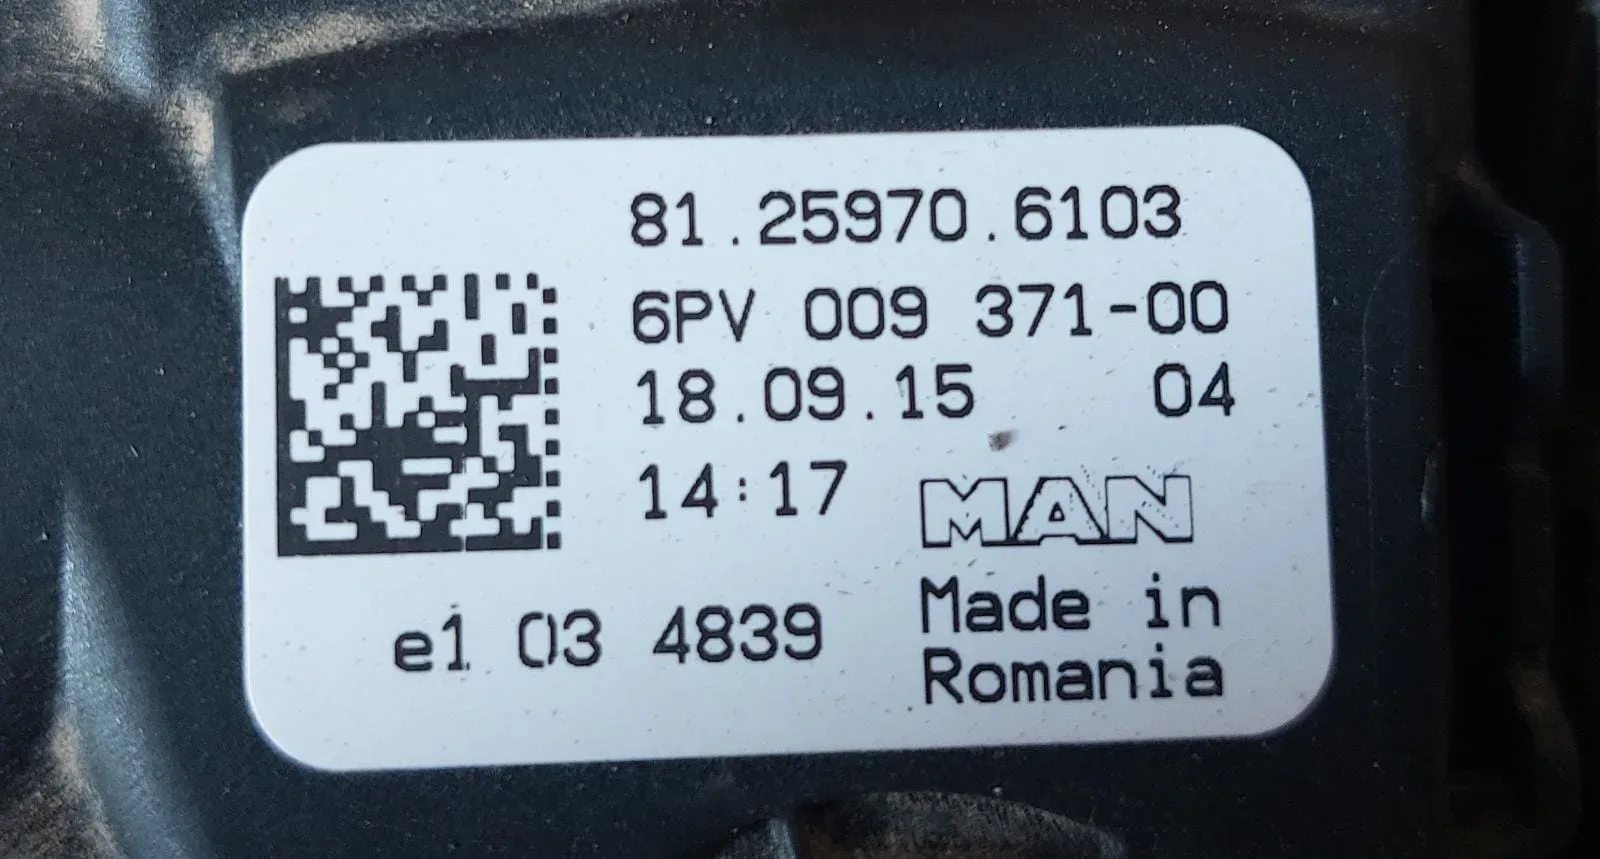 81.25970.6103
6PV 009 371-00
18.09.15 04
14:17
MAN
e1 03 4839
Made in
Romania